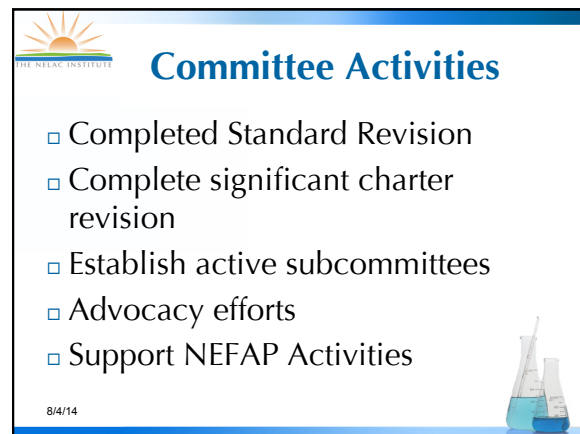 THE NELAC INSTITUTE
Committee Activities
Completed Standard Revision
Complete significant charter
revision
Establish active subcommittees
Advocacy efforts
Support NEFAP Activities
8/4/14